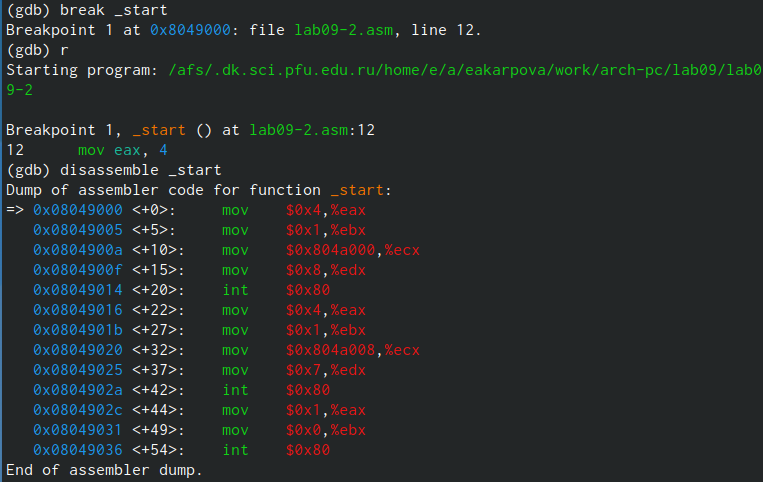 (gdb) break _start
Breakpoint 1 at 0x8049000: file lab09-2.asm, line 12.
(gdb) r
Starting program: /afs/.dk.sci.pfu.edu.ru/home/e/a/eakarpova/work/arch-pc/lab09/lab0
9-2

Breakpoint 1, _start () at lab09-2.asm:12
12	mov eax, 4
(gdb) disassemble _start
Dump of assembler code for function _start:
=> 0x08049000 <+0>:	mov    $0x4,%eax
   0x08049005 <+5>:	mov    $0x1,%ebx
   0x0804900a <+10>:	mov    $0x804a000,%ecx
   0x0804900f <+15>:	mov    $0x8,%edx
   0x08049014 <+20>:	int    $0x80
   0x08049016 <+22>:	mov    $0x4,%eax
   0x0804901b <+27>:	mov    $0x1,%ebx
   0x08049020 <+32>:	mov    $0x804a008,%ecx
   0x08049025 <+37>:	mov    $0x7,%edx
   0x0804902a <+42>:	int    $0x80
   0x0804902c <+44>:	mov    $0x1,%eax
   0x08049031 <+49>:	mov    $0x0,%ebx
   0x08049036 <+54>:	int    $0x80
End of assembler dump.